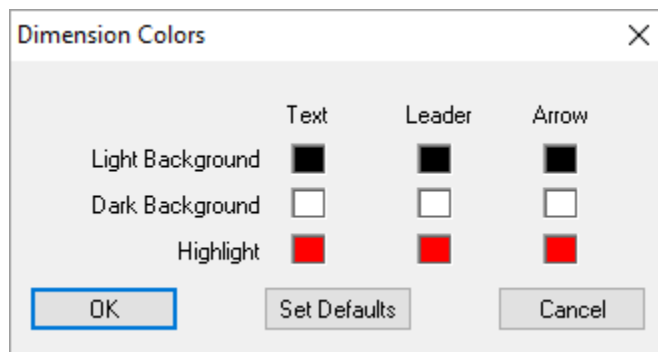 Dimension Colors
Text Leader Arrow
Light Background
Dark Background
Highlight
OK Set Defaults Cancel